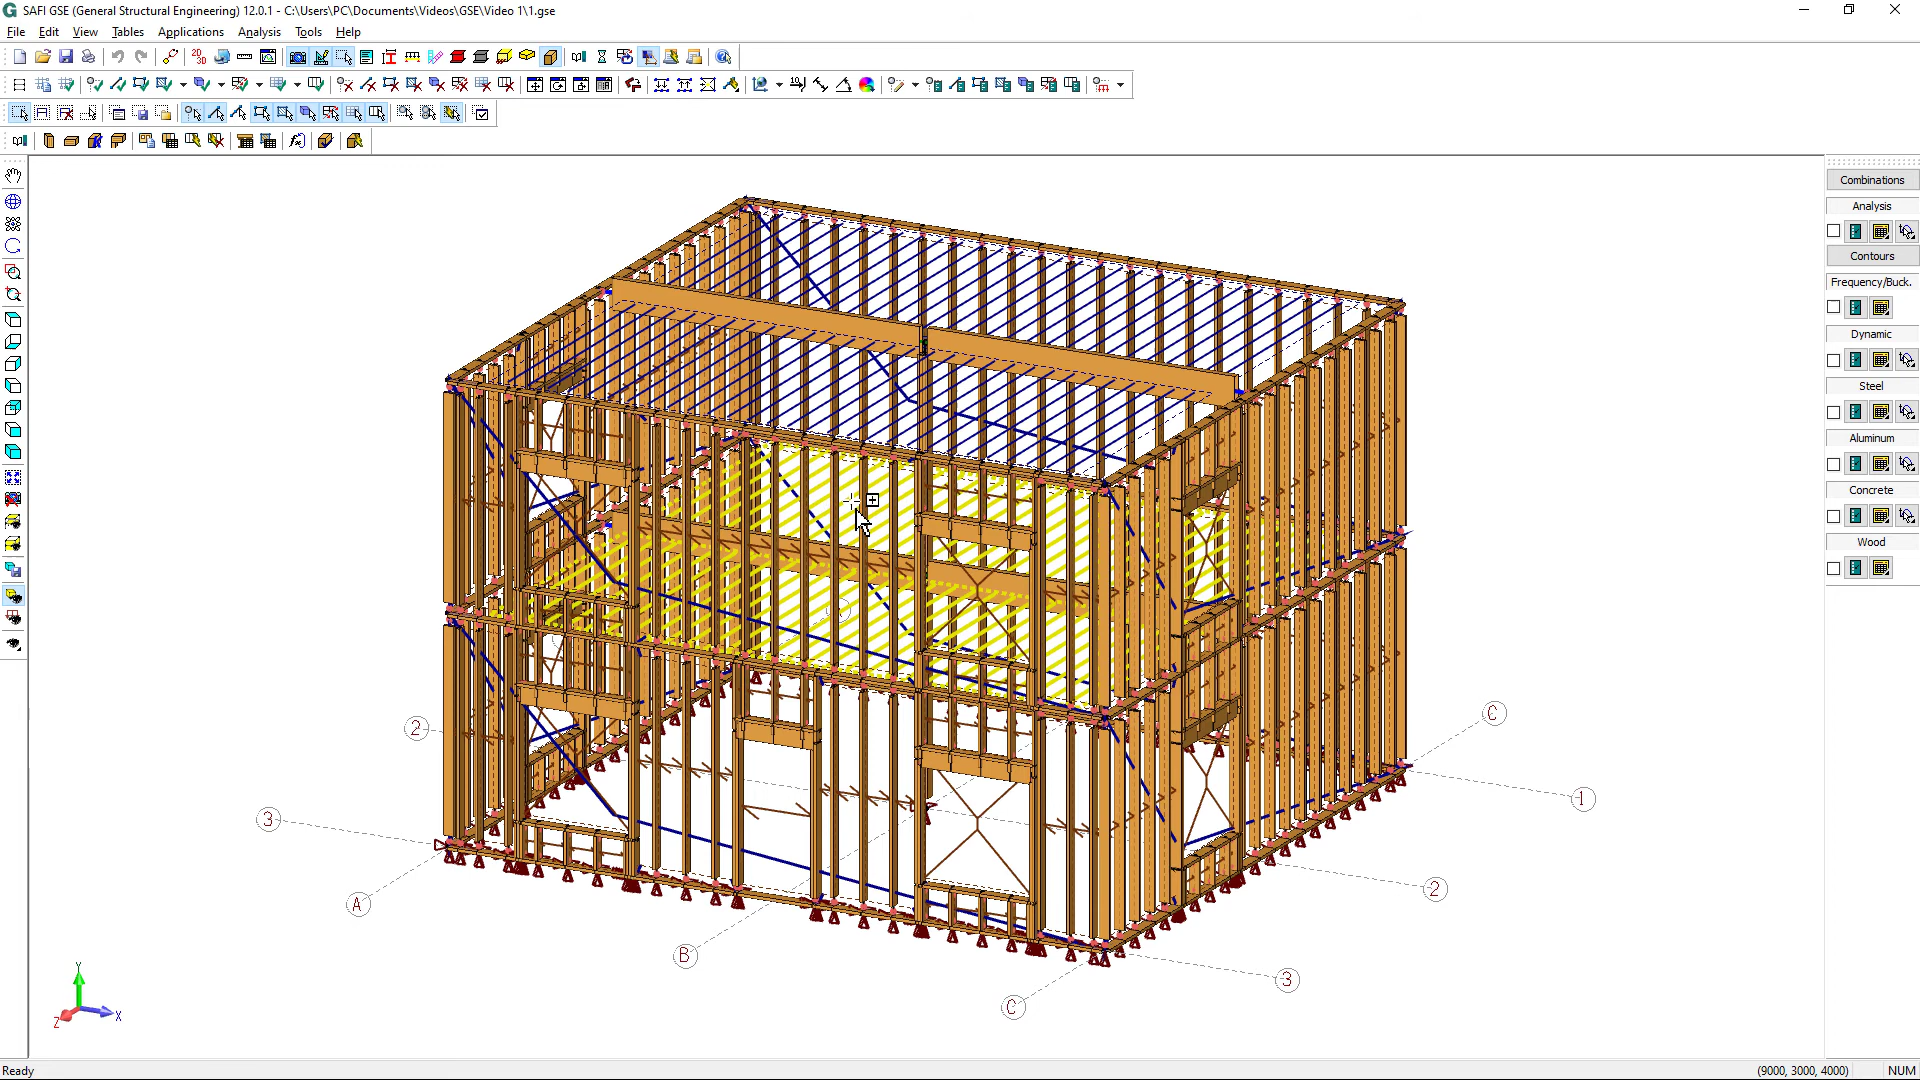 SAFI GSE (General Structural Engineering) 12.0.1 - C:\Users\PC\Documents\Videos\GSE\Video 1\1.gse
File Edit View Tables Applications Analysis Tools Help
2D
3D
Combinations
Analysis
Contours
Frequency/Buck.
Dynamic
Steel
Aluminum
Concrete
Wood
C
2
1
3
2
A
B
3
C
Y
Z
X
Ready
(9000, 3000, 4000)
NUM